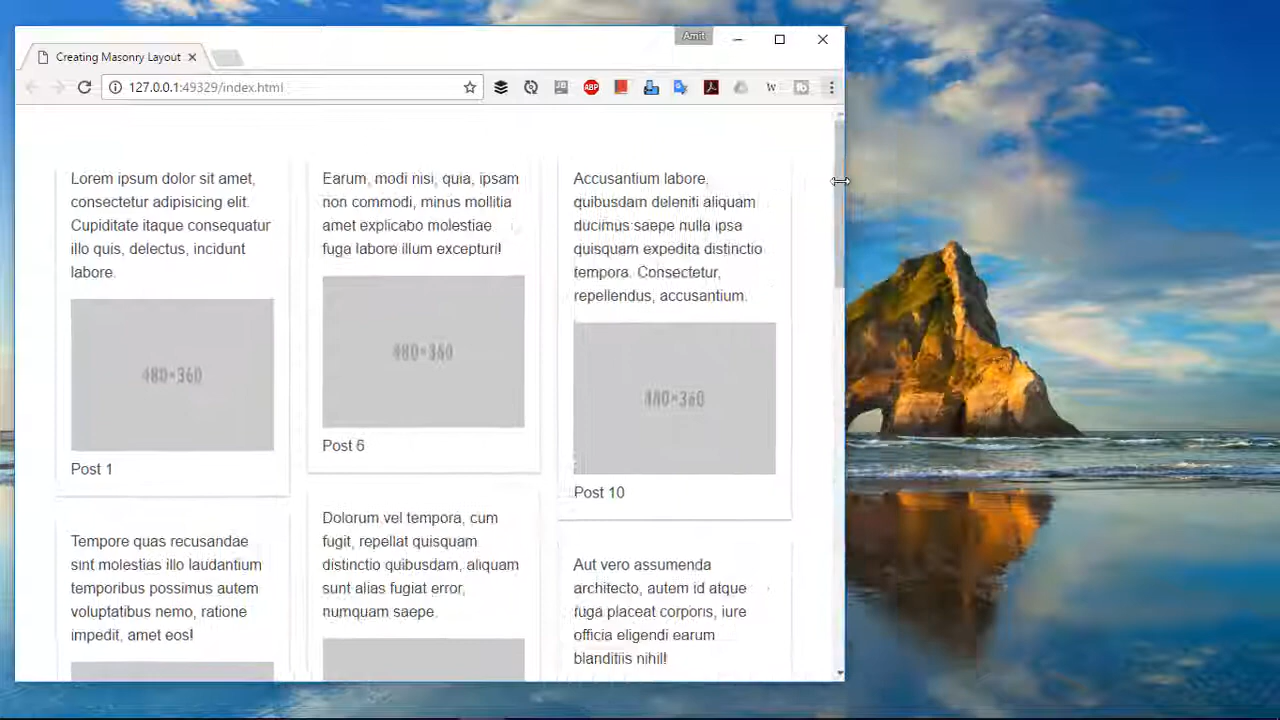 Amit
Creating Masonry Layout
127.0.0.1:49329/index.html
ABP
W
Lorem ipsum dolor sit amet,
consectetur adipisicing elit.
Cupiditate itaque consequatur
illo quis, delectus, incidunt
labore.
480×360
Post 1
Tempore quas recusandae
sint molestias illo laudantium
temporibus possimus autem
voluptatibus nemo, ratione
impedit, amet eos!
Earum, modi nisi, quia, ipsam
non commodi, minus mollitia
amet explicabo molestiae
fuga labore illum excepturi!
480×360
Post 6
Dolorum vel tempora, cum
fugit, repellat quisquam
distinctio quibusdam, aliquam
sunt alias fugiat error,
numquam saepe.
Accusantium labore,
quibusdam deleniti aliquam
ducimus saepe nulla ipsa
quisquam expedita distinctio
tempora. Consectetur,
repellendus, accusantium.
480×360
Post 10
Aut vero assumenda
architecto, autem id atque
fuga placeat corporis, iure
officia eligendi earum
blanditiis nihil!